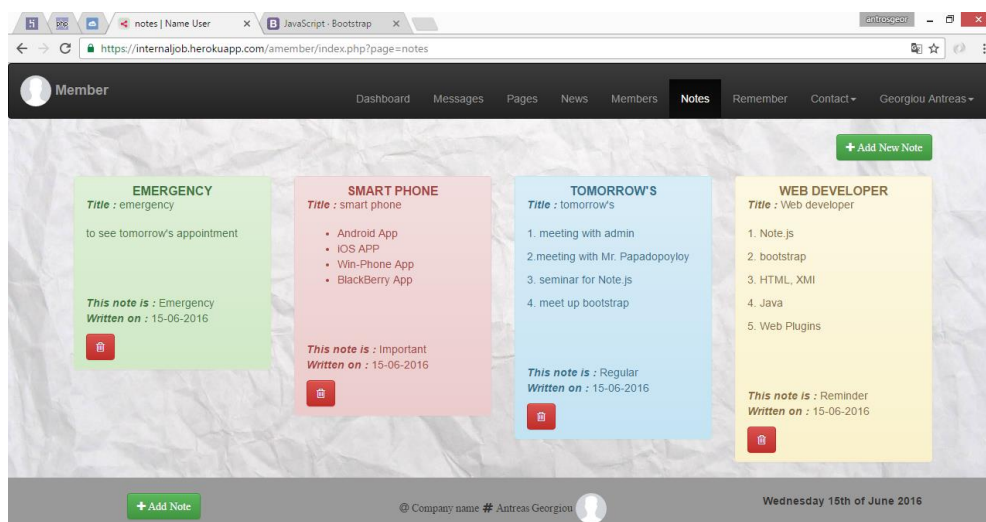 notes | Name User
JavaScript · Bootstrap
antrosgeor
https://internaljob.herokuapp.com/amember/index.php?page=notes
Member
Dashboard Messages Pages News Members Notes Remember Contact Georgiou Antreas
Add New Note
EMERGENCY
Title : emergency
to see tomorrow's appointment
This note is : Emergency
Written on : 15-06-2016
SMART PHONE
Title : smart phone
• Android App
• iOS APP
• Win-Phone App
• BlackBerry App
This note is : Important
Written on : 15-06-2016
TOMORROW'S
Title : tomorrow's
1. meeting with admin
2.meeting with Mr. Papadopoyloy
3. seminar for Note.js
4. meet up bootstrap
This note is : Regular
Written on : 15-06-2016
WEB DEVELOPER
Title : Web developer
1. Note.js
2. bootstrap
3. HTML, XMl
4. Java
5. Web Plugins
This note is : Reminder
Written on : 15-06-2016
Add Note
@ Company name # Antreas Georgiou
Wednesday 15th of June 2016